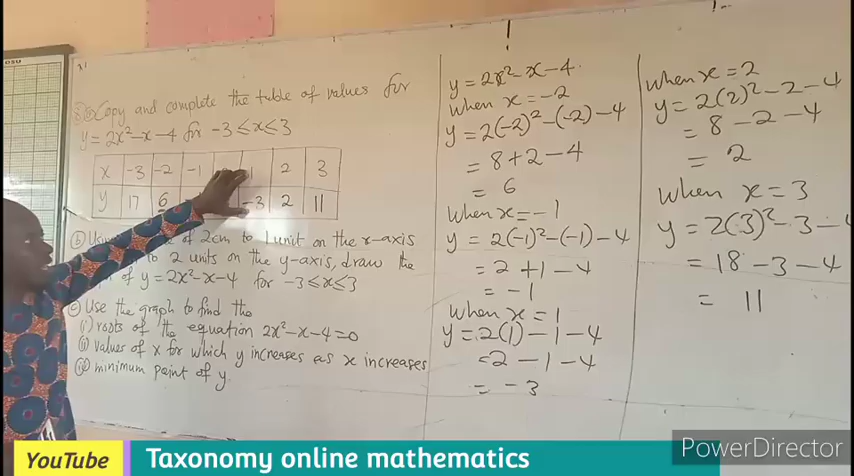 Copy and complete the table of values for
y=2x²-x-4 for -3≤x≤3
x -3 -2 -1 1 2 3
y 17 6 -3 2 11
(b) of 2cm to 1unit on the x-axis
to 2 units on the y-axis, draw the
of y=2x²-x-4 for -3≤x≤3
(c) Use the graph to find the
(i) roots of the equation 2x²-x-4=0
(ii) values of x for which y increases as x increases
(iii) minimum point of y.
y=2x²-x-4.
when x=-2
y=2(-2)²-(-2)-4
=8+2-4
=6
when x=-1
y=2(-1)²-(-1)-4
=2+1-4
=-1
when x=1
y=2(1)-1-4
=2-1-4
=-3
when x=2
y=2(2)²-2-4
=8-2-4
=2
when x=3
y=2(3)²-3-4
=18-3-4
=11
YouTube Taxonomy online mathematics
PowerDirector